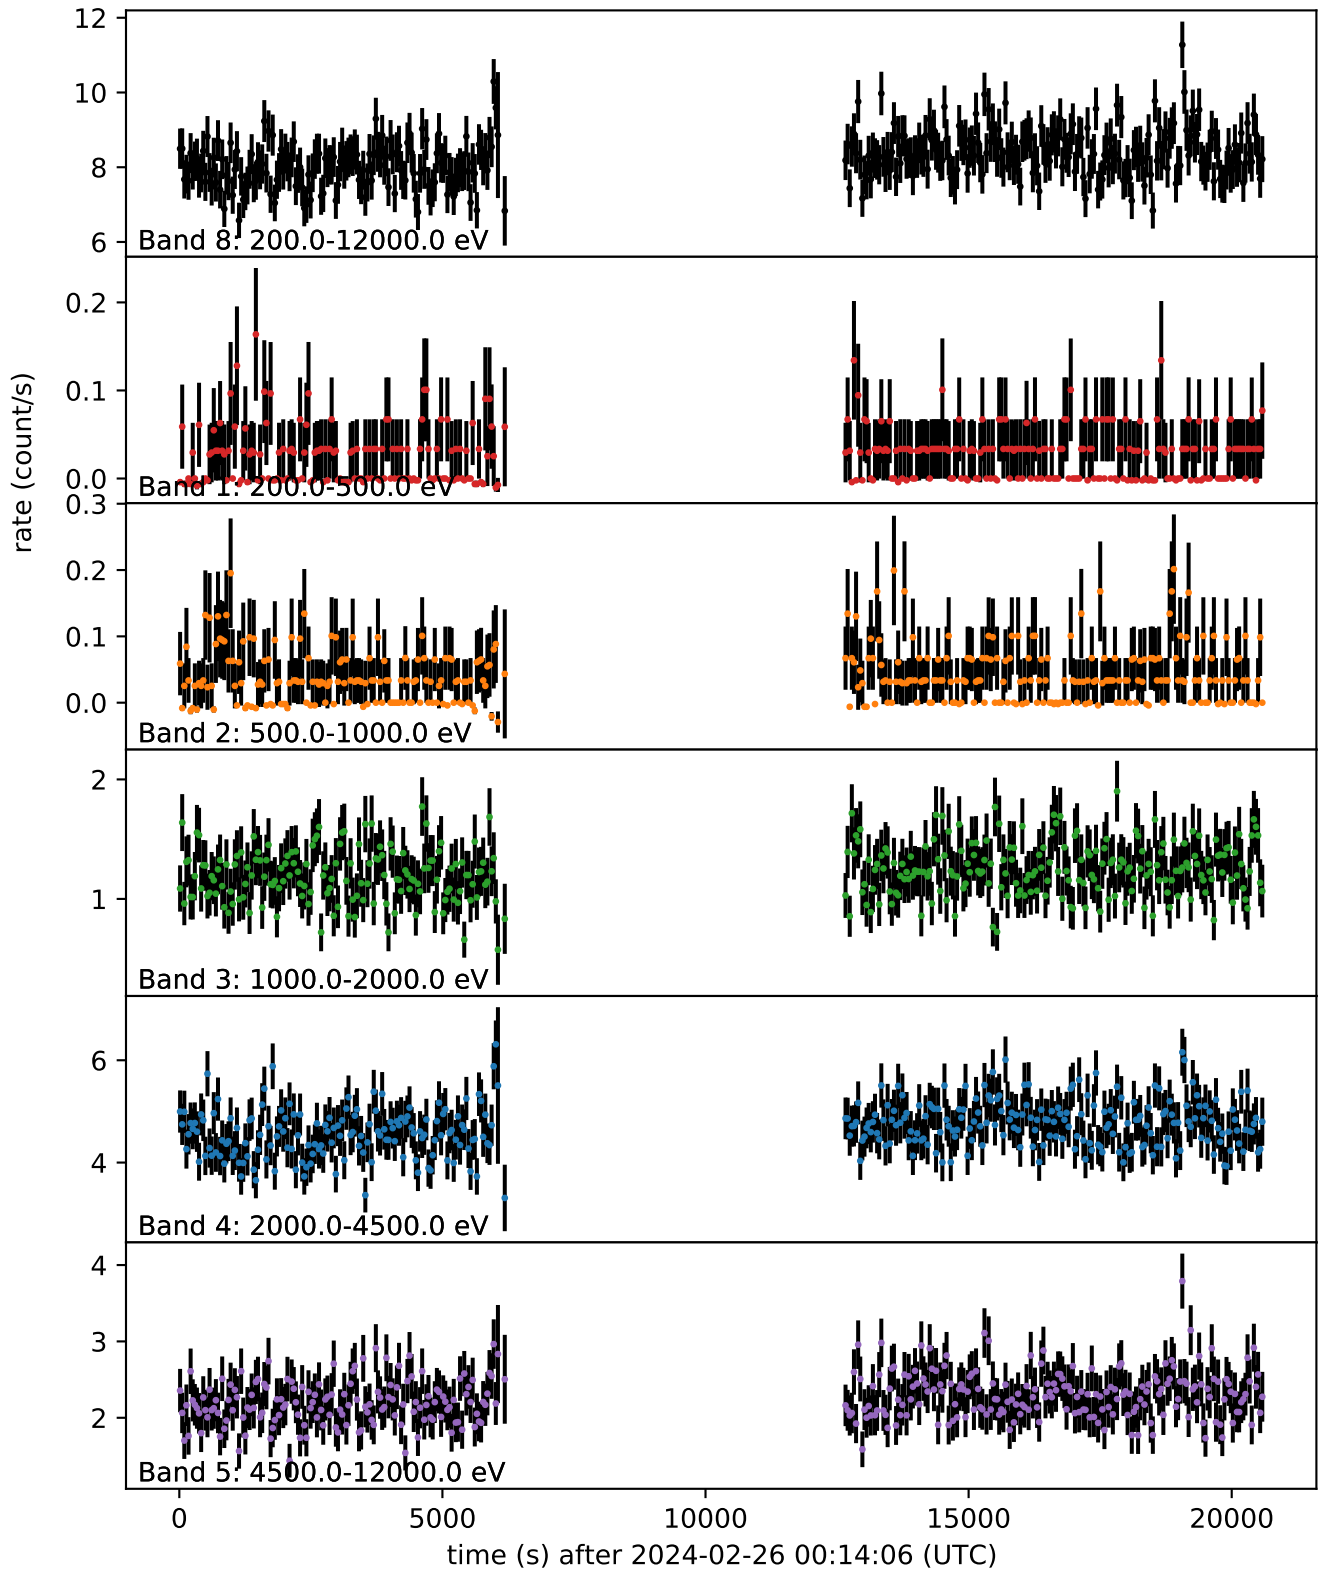 12
10
8
6
Band 8: 200.0-12000.0 eV
0.2
0.1
0.0
Band 1: 200.0-500.0 eV
rate (count/s)
0.3
0.2
0.1
0.0
Band 2: 500.0-1000.0 eV
2
1
Band 3: 1000.0-2000.0 eV
6
4
Band 4: 2000.0-4500.0 eV
4
3
2
Band 5: 4500.0-12000.0 eV
0 5000 10000 15000 20000
time (s) after 2024-02-26 00:14:06 (UTC)